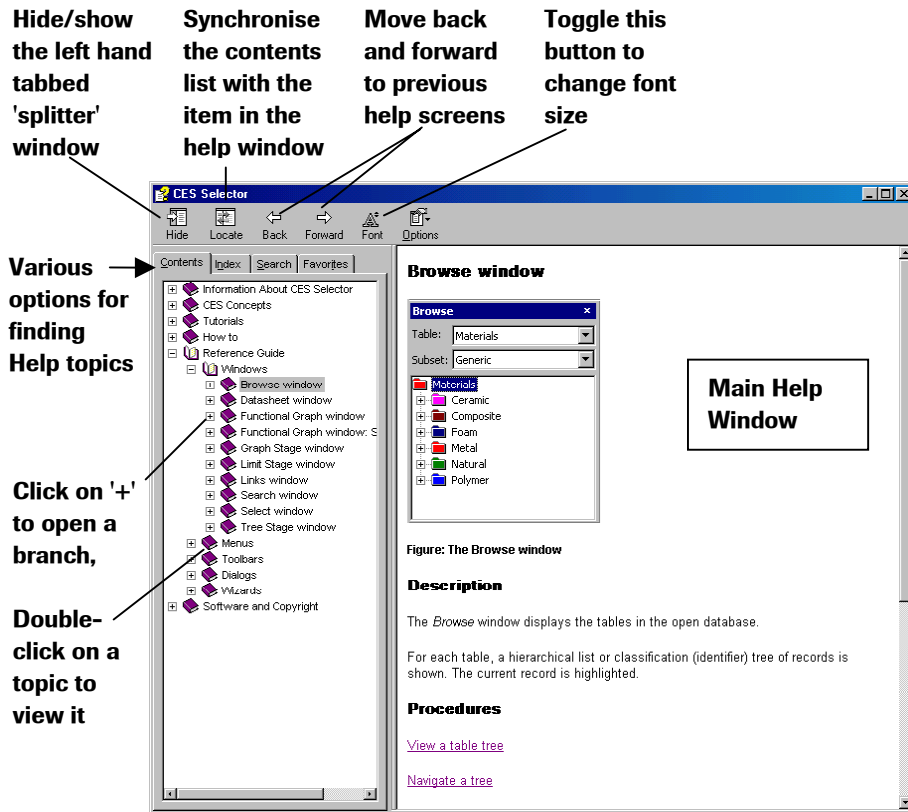 Hide/show
the left hand
tabbed
'splitter'
window
Synchronise
the contents
list with the
item in the
help window
Move back
and forward
to previous
help screens
Toggle this
button to
change font
size
CES Selector
Hide Locate Back Forward Font Options
Various
options for
finding
Help topics
Click on '+'
to open a
branch,
Double-
click on a
topic to
view it
Contents Index Search Favorites
Information About CES Selector
CES Concepts
Tutorials
How to
Reference Guide
Windows
Browse window
Datasheet window
Functional Graph window
Functional Graph window: S
Graph Stage window
Limit Stage window
Links window
Search window
Select window
Tree Stage window
Menus
Toolbars
Dialogs
Wizards
Software and Copyright
Browse window
Browse
Table: Materials
Subset: Generic
Materials
Ceramic
Composite
Foam
Metal
Natural
Polymer
Main Help
Window
Figure: The Browse window
Description
The Browse window displays the tables in the open database.
For each table, a hierarchical list or classification (identifier) tree of records is
shown. The current record is highlighted.
Procedures
View a table tree
Navigate a tree